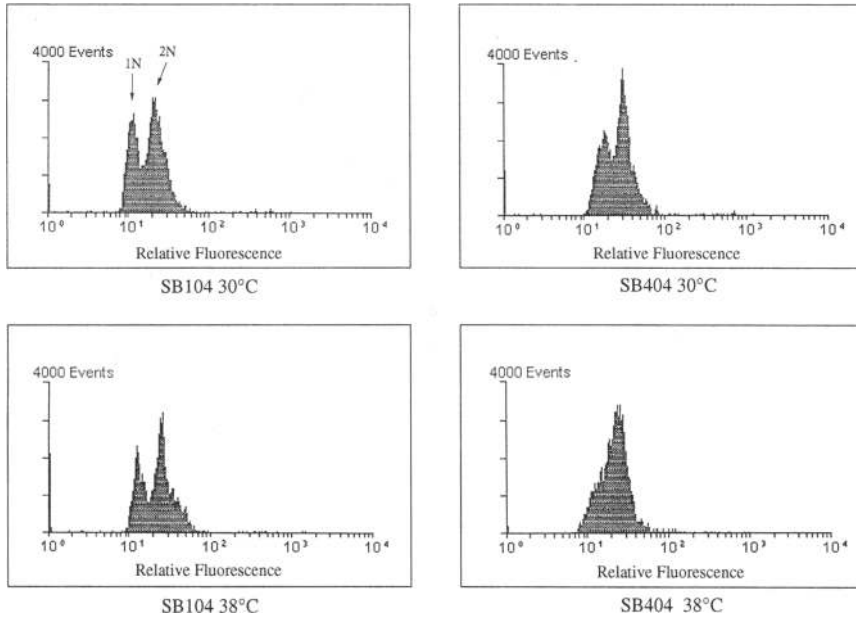 4000 Events
1N
2N
10⁰ 10¹ 10² 10³ 10⁴
Relative Fluorescence
SB104 30°C
4000 Events
10⁰ 10¹ 10² 10³ 10⁴
Relative Fluorescence
SB404 30°C
4000 Events
10⁰ 10¹ 10² 10³ 10⁴
Relative Fluorescence
SB104 38°C
4000 Events
10⁰ 10¹ 10² 10³ 10⁴
Relative Fluorescence
SB404 38°C